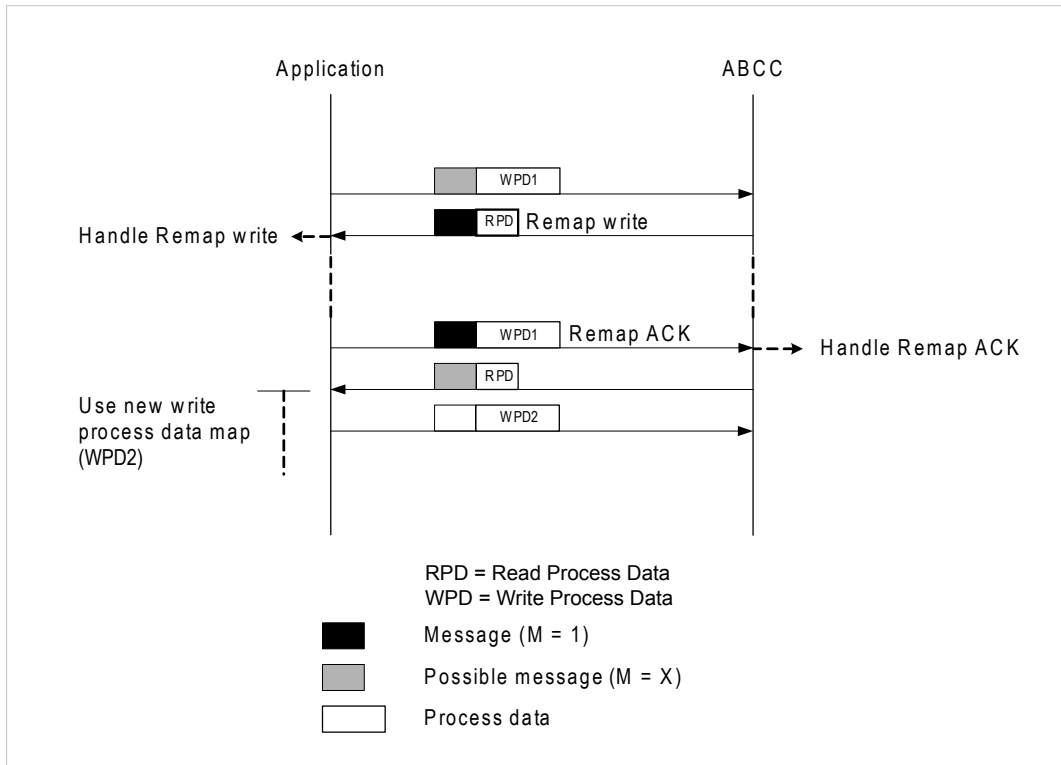 Application
ABCC
WPD1
RPD Remap write
Handle Remap write
WPD1 Remap ACK
Handle Remap ACK
RPD
Use new write
process data map
(WPD2)
WPD2
RPD = Read Process Data
WPD = Write Process Data
Message (M = 1)
Possible message (M = X)
Process data